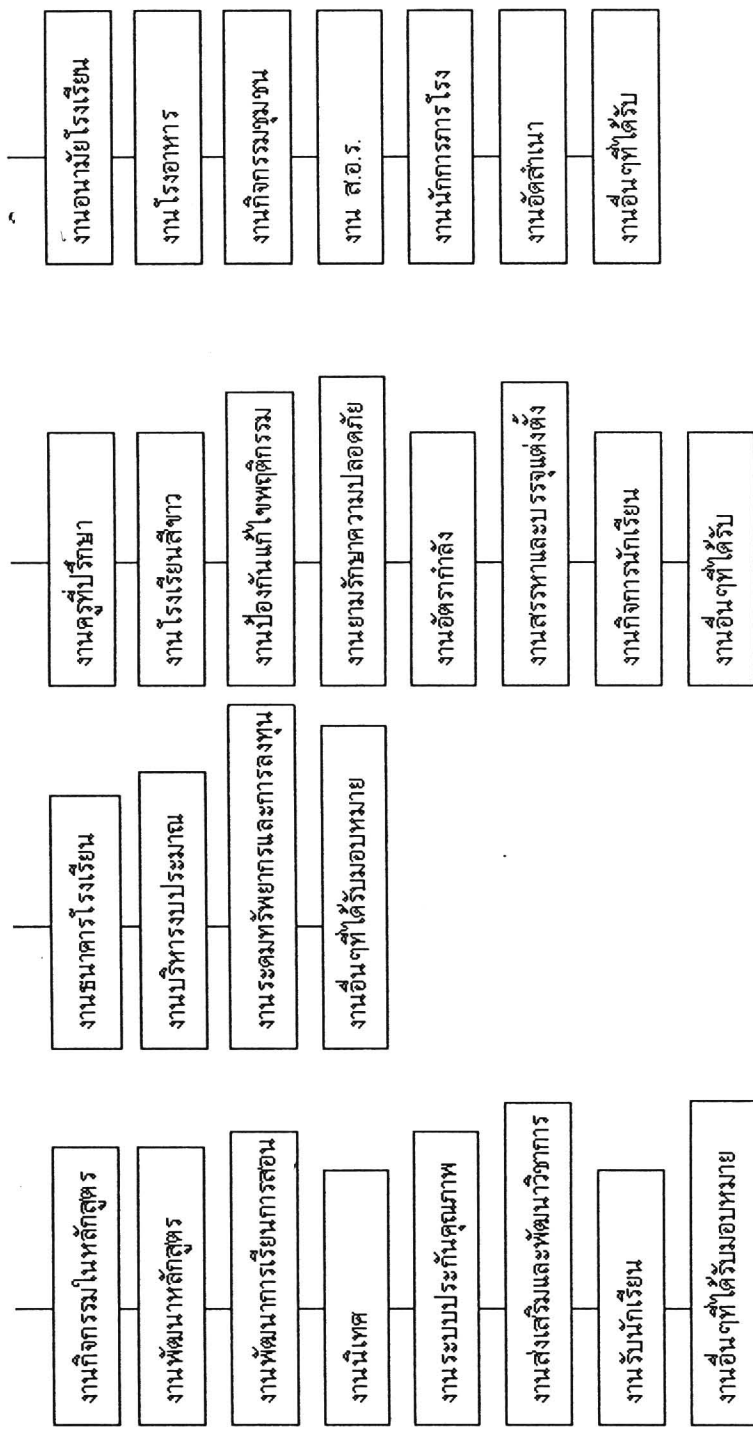 งานกิจกรรมในหลักสูตร
งานพัฒนาหลักสูตร
งานพัฒนาการเรียนการสอน
งานนิเทศ
งานระบบประกันคุณภาพ
งานส่งเสริมและพัฒนาวิชาการ
งานรับนักเรียน
งานอื่นๆที่ได้รับมอบหมาย
งานธนาคารโรงเรียน
งานบริหารงบประมาณ
งานระดมทรัพยากรและการลงทุน
งานอื่นๆที่ได้รับมอบหมาย
งานครูที่ปรึกษา
งานโรงเรียนสีขาว
งานป้องกันแก้ไขพฤติกรรม
งานยามรักษาความปลอดภัย
งานอัตรากำลัง
งานสรรหาและบรรจุแต่งตั้ง
งานกิจการนักเรียน
งานอื่นๆที่ได้รับ
งานอนามัยโรงเรียน
งานโรงอาหาร
งานกิจกรรมชุมชน
งาน ส.อ.ร.
งานนักการภารโรง
งานอัดสำเนา
งานอื่นๆที่ได้รับ